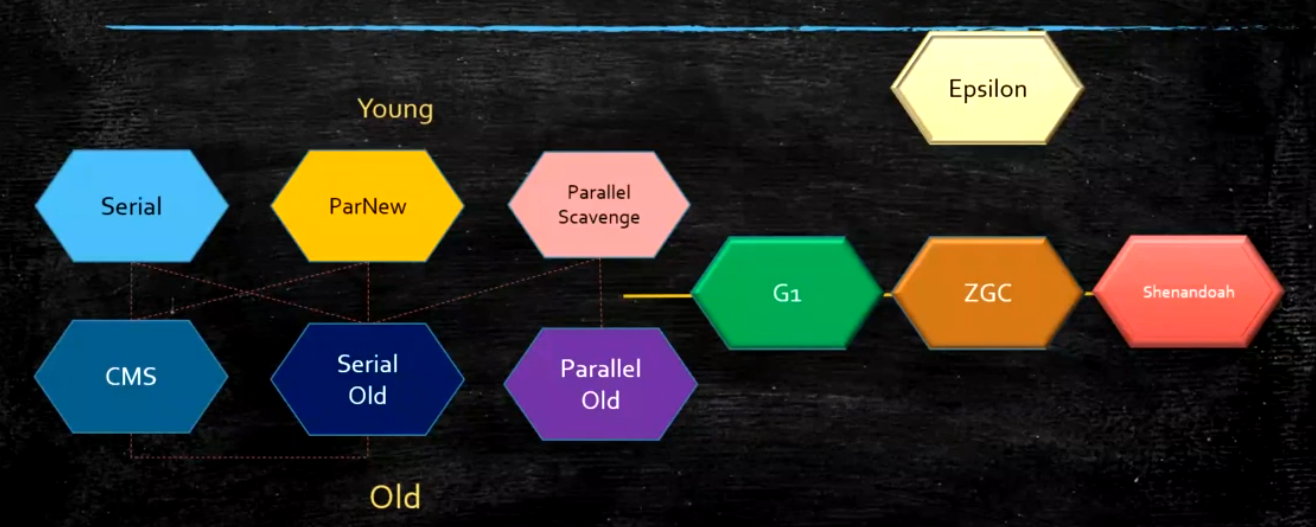 Epsilon
Young
Serial
ParNew
Parallel
Scavenge
G1
ZGC
Shenandoah
CMS
Serial
Old
Parallel
Old
Old